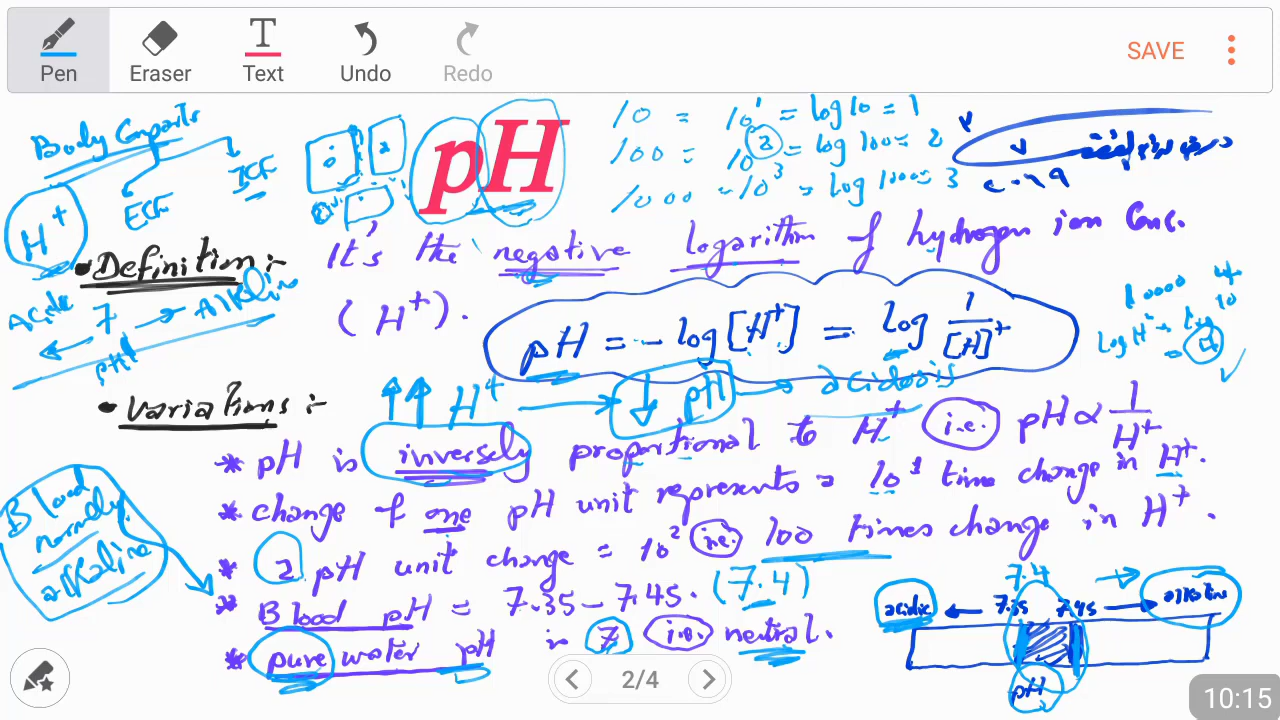 Pen Eraser Text Undo Redo SAVE
pH
10 = 10¹ = log 10 = 1
100 = 10² = log 100 = 2
1000 = 10³ = log 1000 = 3
ECF
ICF
H⁺
• Definition :-
It's the negative logarithm of hydrogen ion Conc.
(H⁺).
pH = - log [H⁺] = log 1/[H]⁺
10000
7
pH
• Variations :-
↑↑ H⁺ → ↓ pH → acidosis
* pH is inversely proportional to H⁺ i.e. pH ∝ 1/H⁺
* change of one pH unit represents a 10¹ time change in H⁺.
* 2 pH unit change = 10² i.e. 100 times change in H⁺.
* Blood pH = 7.35 - 7.45. (7.4)
* pure water pH is 7 i.e. neutral.
Blood
normally
alkaline
7.4
acidic ← 7.35 7.45 → alkaline
pH
2/4
10:15